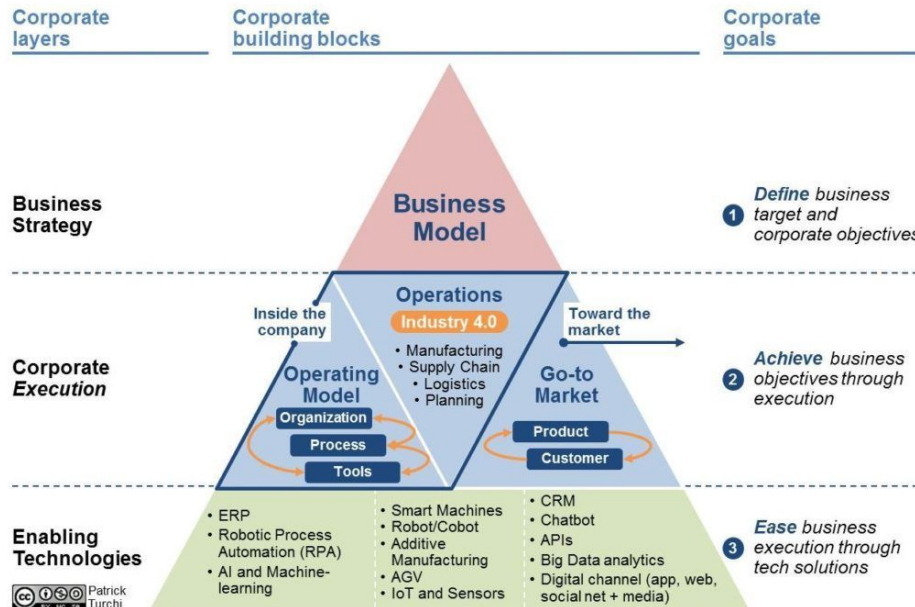 Corporate
layers
Corporate
building blocks
Corporate
goals
Business
Strategy
Business
Model
1
Define business
target and
corporate objectives
Corporate
Execution
Inside the
company
Operations
Industry 4.0
• Manufacturing
• Supply Chain
• Logistics
• Planning
Toward the
market
Operating
Model
Organization
Process
Tools
Go-to
Market
Product
Customer
2
Achieve business
objectives through
execution
Enabling
Technologies
• ERP
• Robotic Process
Automation (RPA)
• AI and Machine-
learning
• Smart Machines
• Robot/Cobot
• Additive
Manufacturing
• AGV
• IoT and Sensors
• CRM
• Chatbot
• APIs
• Big Data analytics
• Digital channel (app, web,
social net + media)
3
Ease business
execution through
tech solutions
cc
Patrick
Turchi